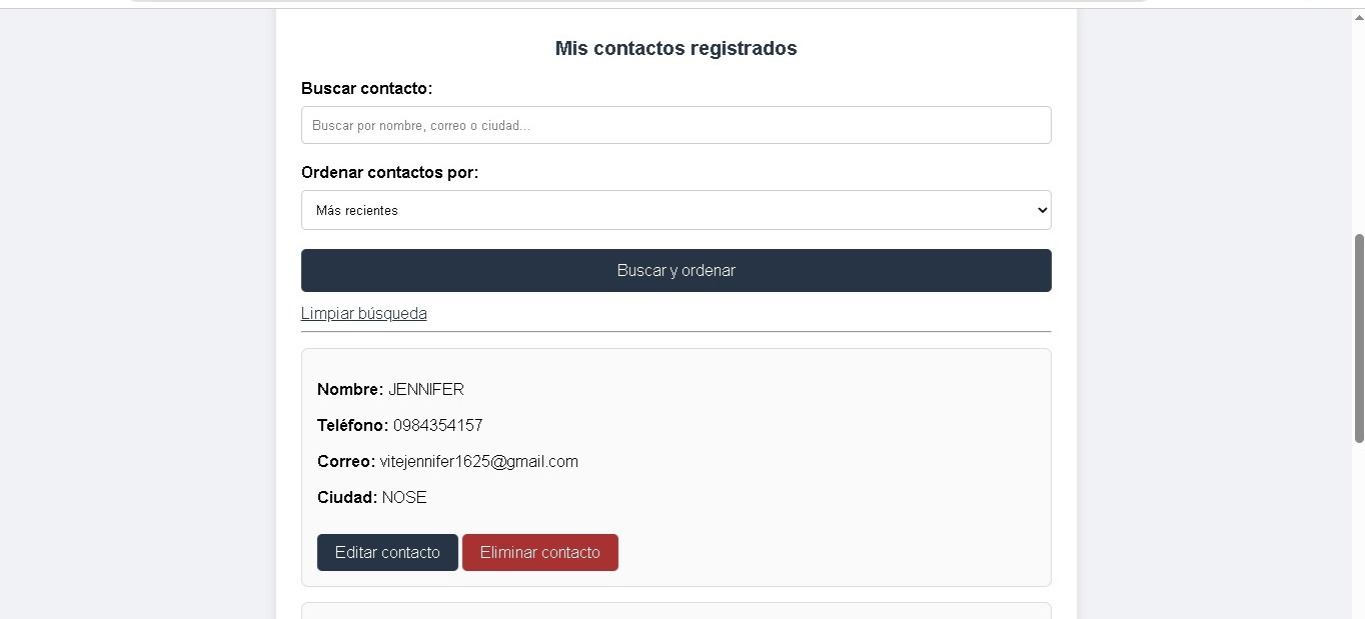 Mis contactos registrados
Buscar contacto:
Buscar por nombre, correo o ciudad...
Ordenar contactos por:
Más recientes
Buscar y ordenar
Limpiar búsqueda
Nombre: JENNIFER
Teléfono: 0984354157
Correo: vitejennifer1625@gmail.com
Ciudad: NOSE
Editar contacto Eliminar contacto